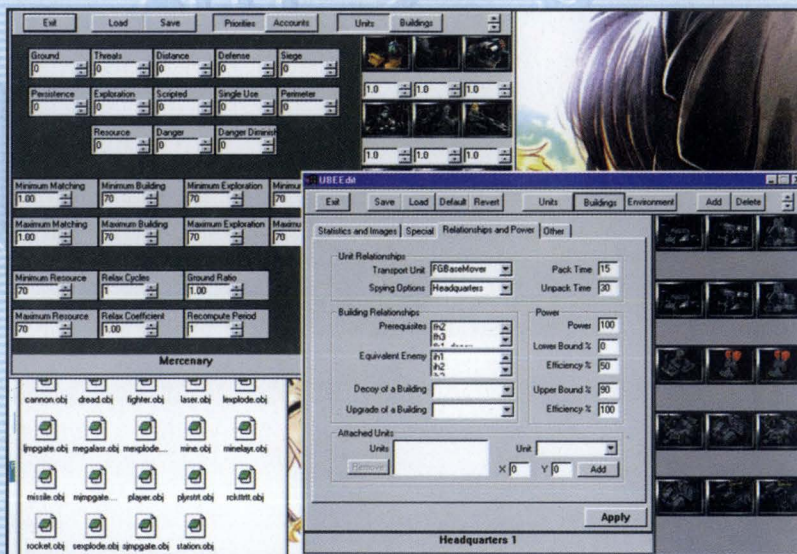 Exit Load Save Priorities Accounts Units Buildings
Ground Threats Distance Defense Siege
0 0 0 0 0
1.0 1.0 1.0
Persistence Exploration Scripted Single Use Perimeter
0 0 0 0 0
Resource Danger Danger Diminish
0 0 0
1.0 1.0 1.0
Minimum Matching Minimum Building Minimum Exploration
1.00 70 70 70
Maximum Matching Maximum Building Maximum Exploration
1.00 70 70 70
Minimum Resource Relax Cycles Ground Ratio
70 1 1.00
Maximum Resource Relax Coefficient Recompute Period
70 1.00 1
Mercenary
UBEEdit
Exit Save Load Default Revert Units Buildings Environment Add Delete
Statistics and Images Special Relationships and Power Other
Unit Relationships
Transport Unit FGBaseMover Pack Time 15
Spying Options Headquarters Unpack Time 30
Building Relationships
Prerequisites fh2
fh3
Equivalent Enemy ih1
ih2
Decoy of a Building
Upgrade of a Building
Power
Power 100
Lower Bound % 0
Efficiency % 50
Upper Bound % 90
Efficiency % 100
Attached Units
Units Unit
Remove X 0 Y 0 Add
Apply
Headquarters 1
cannon.obj dread.obj fighter.obj laser.obj lexplode.obj
ljmpgate.obj megalasr.obj mexplode.... mine.obj minelayr.obj
missile.obj mjmpgate.... player.obj plyrstrt.obj rckttrtt.obj
rocket.obj sexplode.obj sjmpgate.obj station.obj